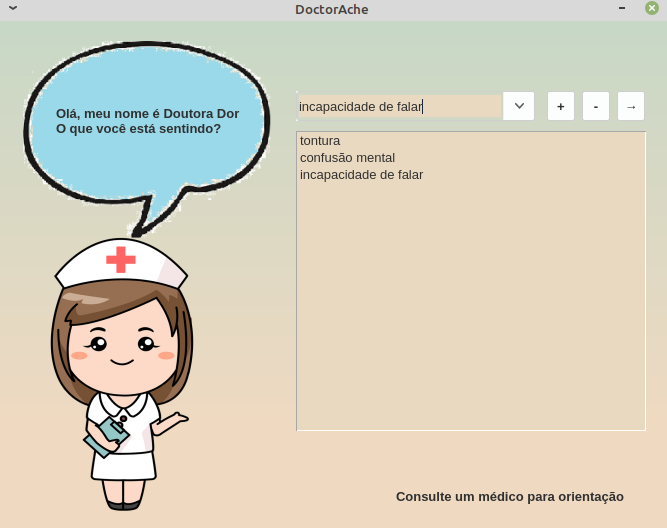 DoctorAche
Olá, meu nome é Doutora Dor
O que você está sentindo?
incapacidade de falar
+ - →
tontura
confusão mental
incapacidade de falar
Consulte um médico para orientação